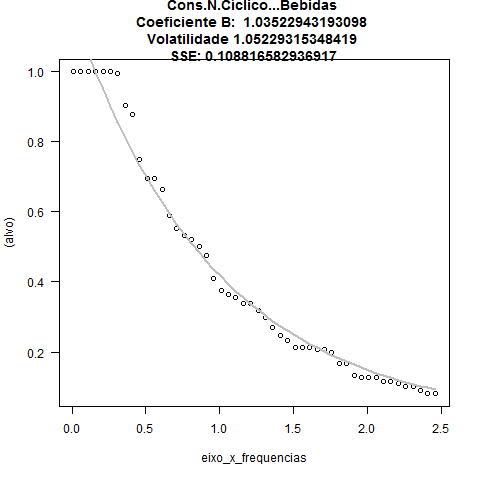 Cons.N.Ciclico...Bebidas
Coeficiente B: 1.03522943193098
Volatilidade 1.05229315348419
SSE: 0.108816582936917
1.0
0.8
0.6
0.4
0.2
(alvo)
0.0 0.5 1.0 1.5 2.0 2.5
eixo_x_frequencias